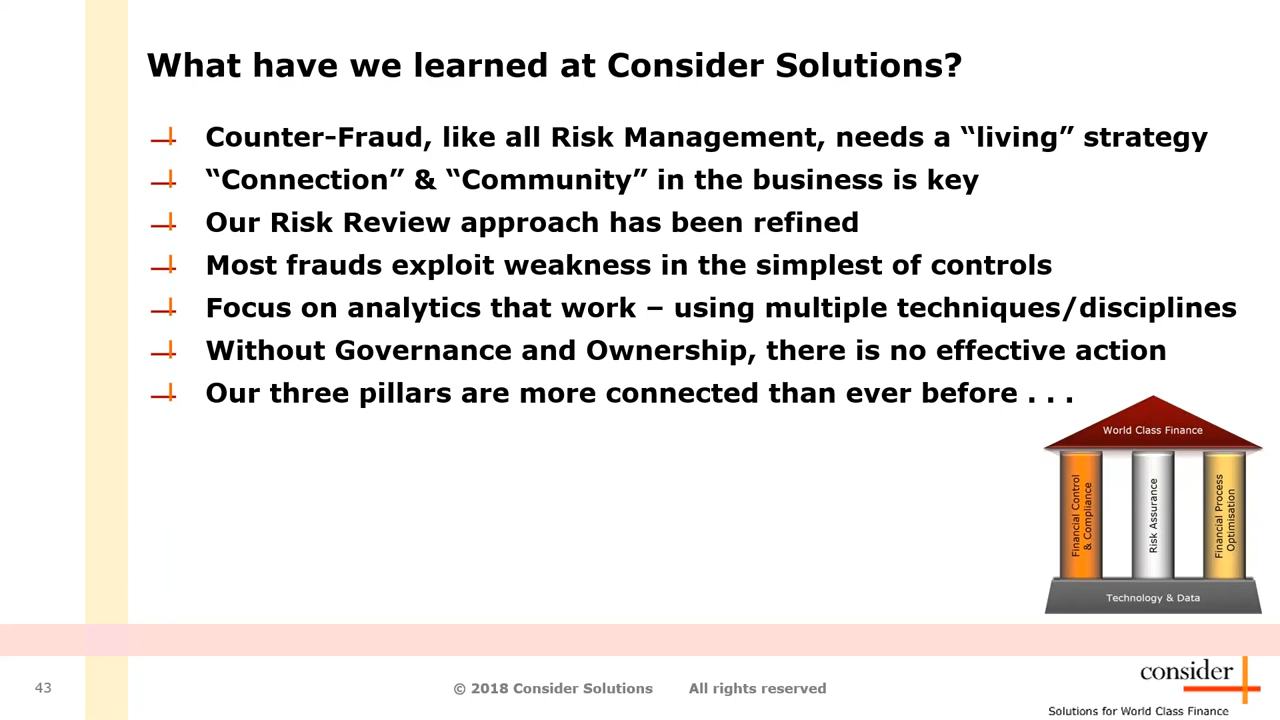 What have we learned at Consider Solutions?
Counter-Fraud, like all Risk Management, needs a “living” strategy
“Connection” & “Community” in the business is key
Our Risk Review approach has been refined
Most frauds exploit weakness in the simplest of controls
Focus on analytics that work – using multiple techniques/disciplines
Without Governance and Ownership, there is no effective action
Our three pillars are more connected than ever before . . .
World Class Finance
Financial Control
& Compliance
Risk Assurance
Financial Process
Optimisation
Technology & Data
43
© 2018 Consider Solutions All rights reserved
consider
Solutions for World Class Finance